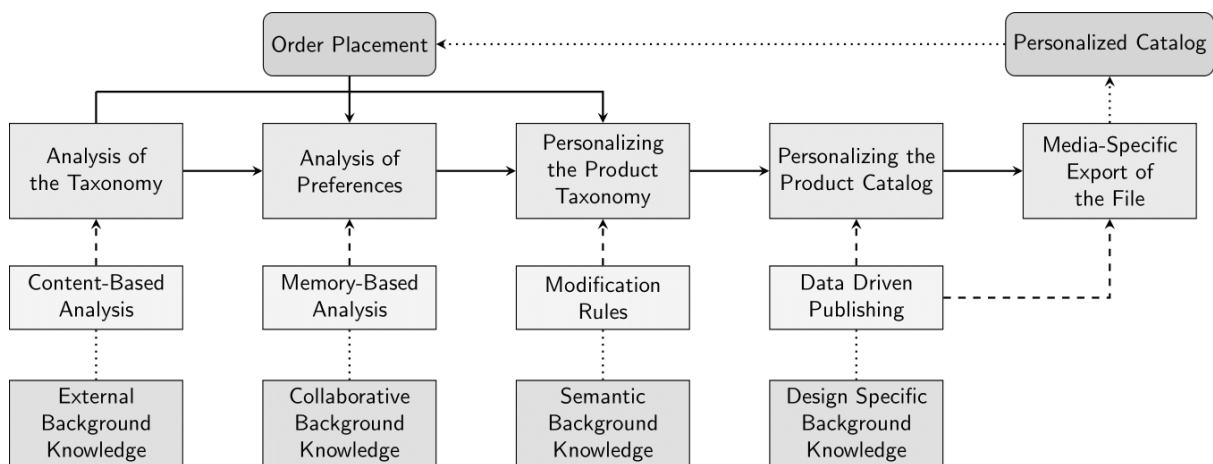 Order Placement
Personalized Catalog
Analysis of
the Taxonomy
Analysis of
Preferences
Personalizing
the Product
Taxonomy
Personalizing the
Product Catalog
Media-Specific
Export of
the File
Content-Based
Analysis
Memory-Based
Analysis
Modification
Rules
Data Driven
Publishing
External
Background
Knowledge
Collaborative
Background
Knowledge
Semantic
Background
Knowledge
Design Specific
Background
Knowledge